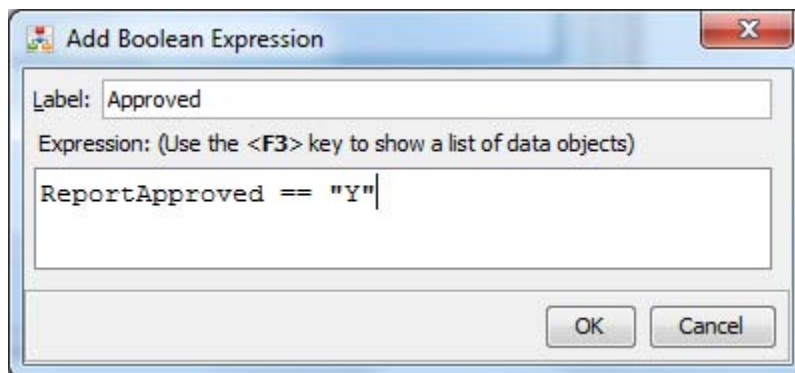 Add Boolean Expression
Label: Approved
Expression: (Use the <F3> key to show a list of data objects)
ReportApproved == "Y"
OK Cancel